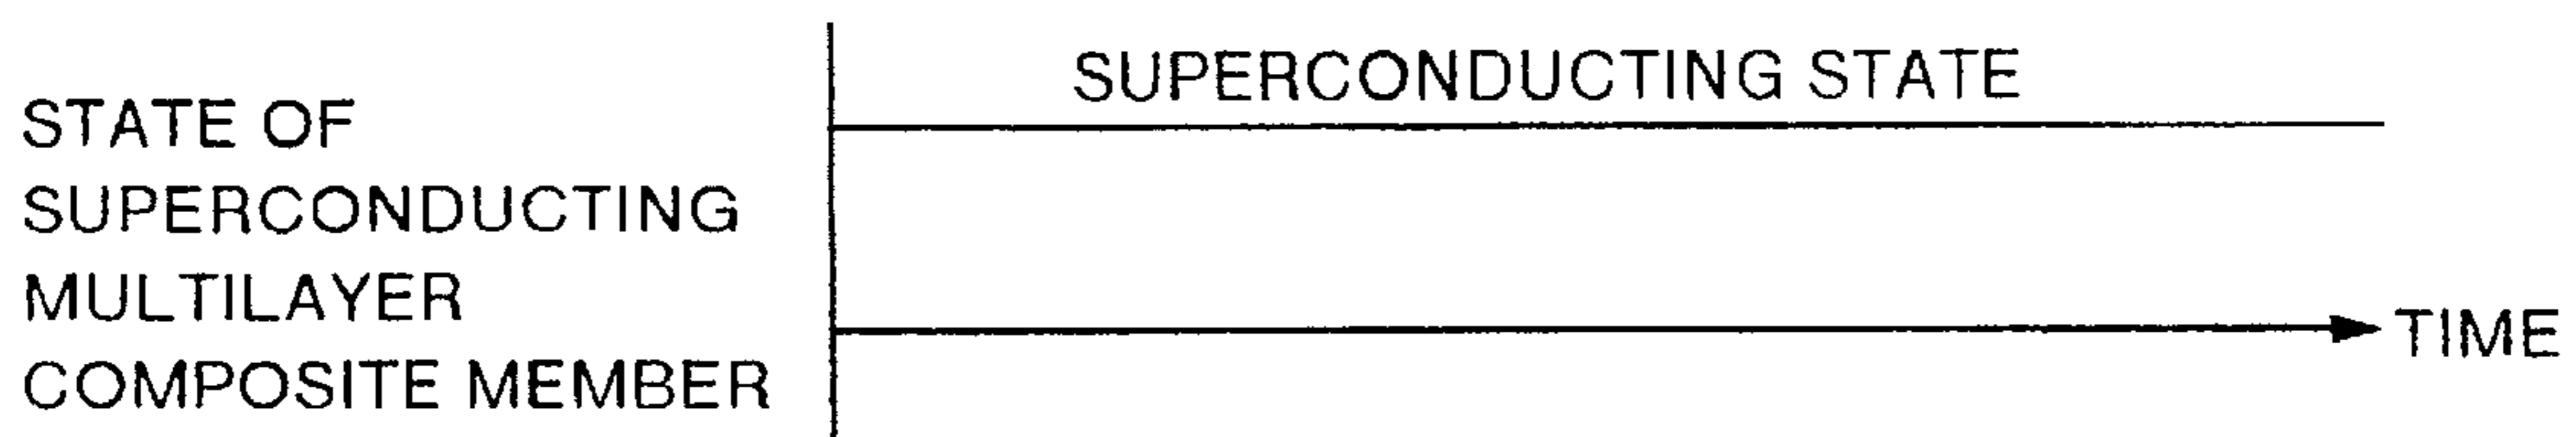 STATE OF
SUPERCONDUCTING
MULTILAYER
COMPOSITE MEMBER
SUPERCONDUCTING STATE
TIME